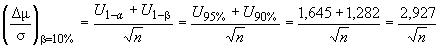 (Δμ/σ)β=10% = (U1−α + U1−β)/√n = (U95% + U90%)/√n = (1,645 + 1,282)/√n = 2,927/√n